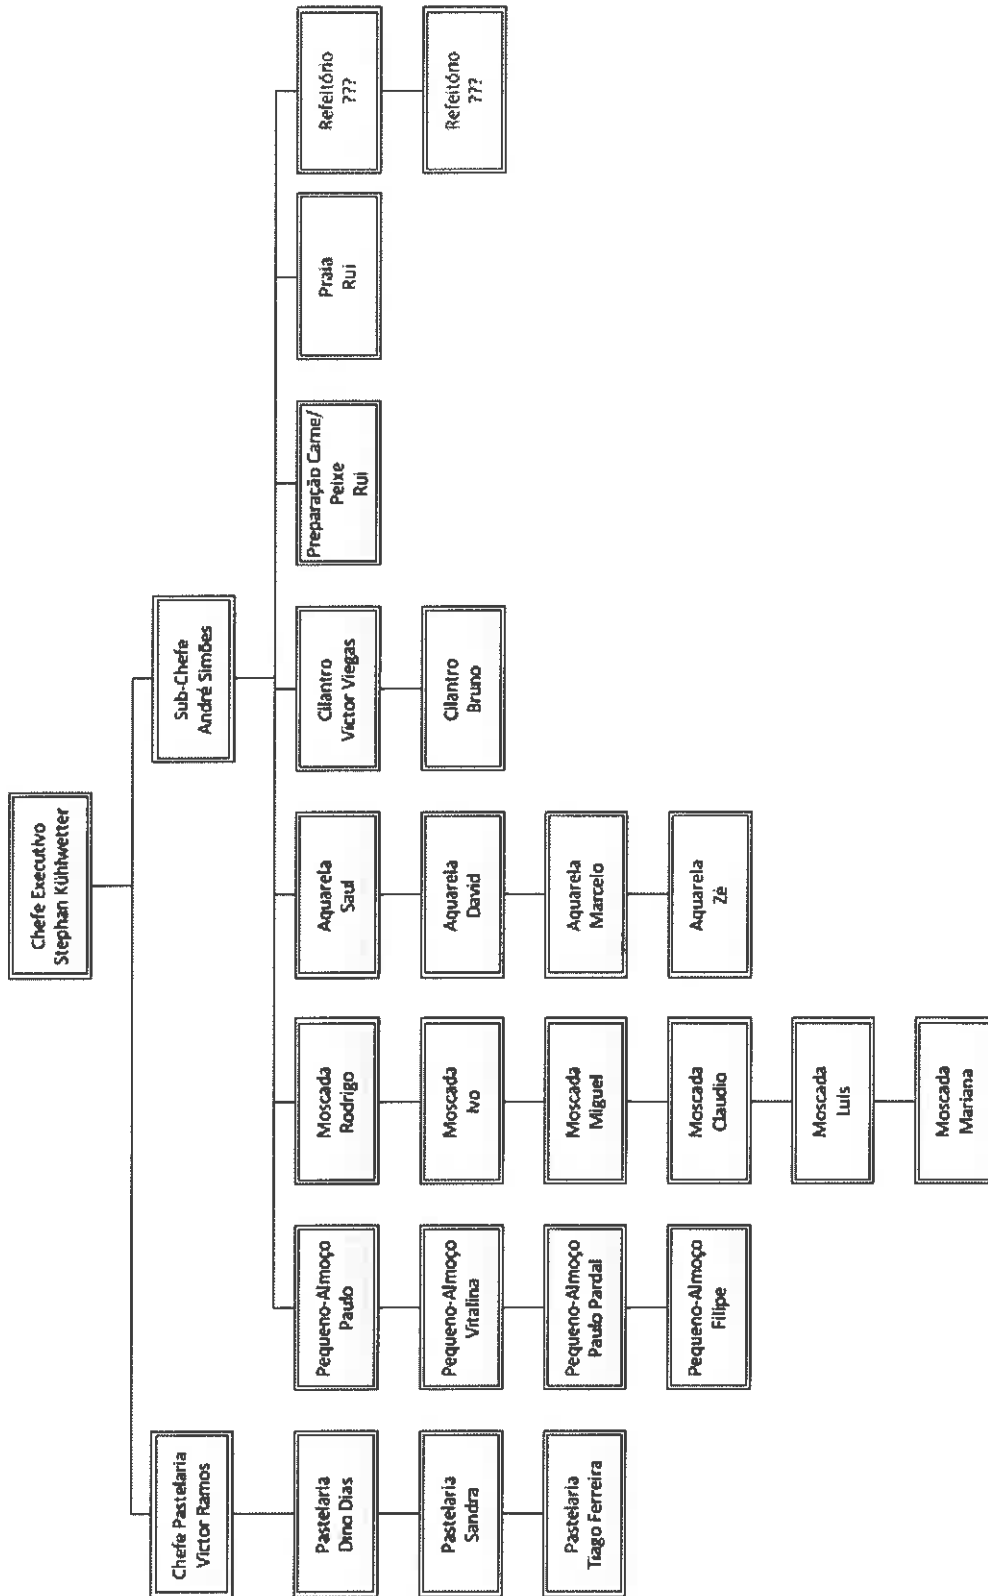 Chefe Executivo
Stephan Kühlwetter
Chefe Pastelaria
Victor Ramos
Sub-Chefe
André Simões
Pastelaria
Dino Dias
Pequeno-Almoço
Paulo
Moscada
Rodrigo
Aquarela
Saul
Cilantro
Victor Viegas
Preparação Carne/
Peixe
Rui
Praia
Rui
Refeitório
???
Pastelaria
Sandra
Pequeno-Almoço
Vitalina
Moscada
Ivo
Aquarela
David
Cilantro
Bruno
Refeitório
???
Pastelaria
Tiago Ferreira
Pequeno-Almoço
Paulo Pardal
Moscada
Miguel
Aquarela
Marcelo
Pequeno-Almoço
Filipe
Moscada
Claudio
Aquarela
Zé
Moscada
Luís
Moscada
Mariana